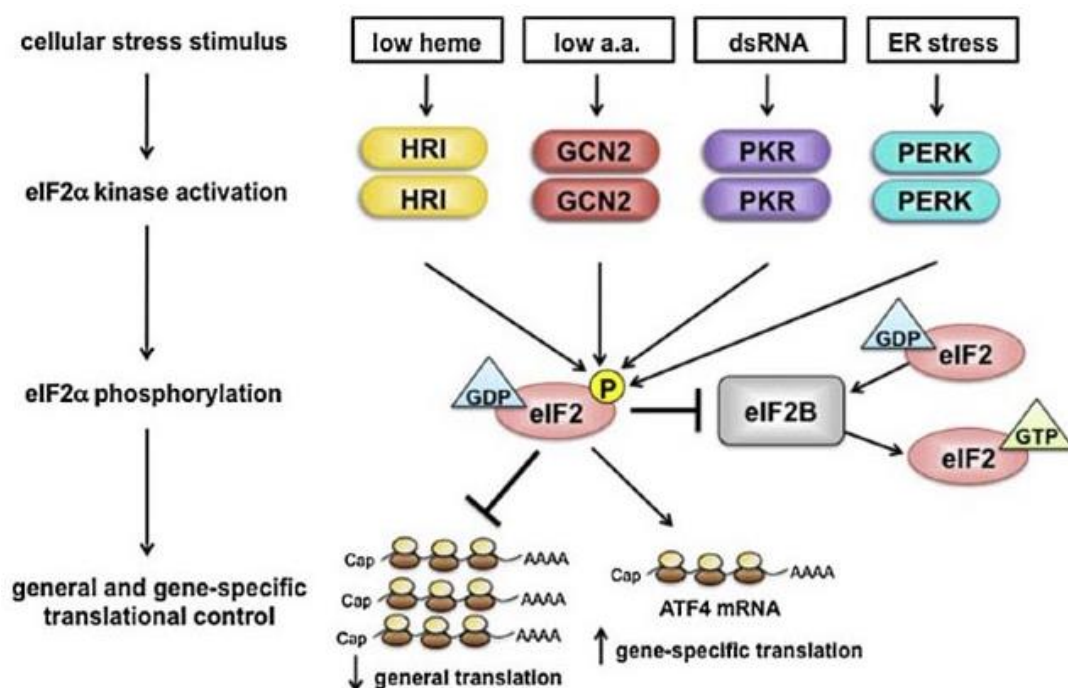 cellular stress stimulus
low heme
low a.a.
dsRNA
ER stress
HRI
GCN2
PKR
PERK
HRI
GCN2
PKR
PERK
eIF2α kinase activation
GDP
eIF2
P
GDP
eIF2
eIF2α phosphorylation
eIF2B
GTP
eIF2
Cap
AAAA
Cap
AAAA
Cap
AAAA
Cap
AAAA
ATF4 mRNA
general and gene-specific
translational control
↓ general translation
↑ gene-specific translation